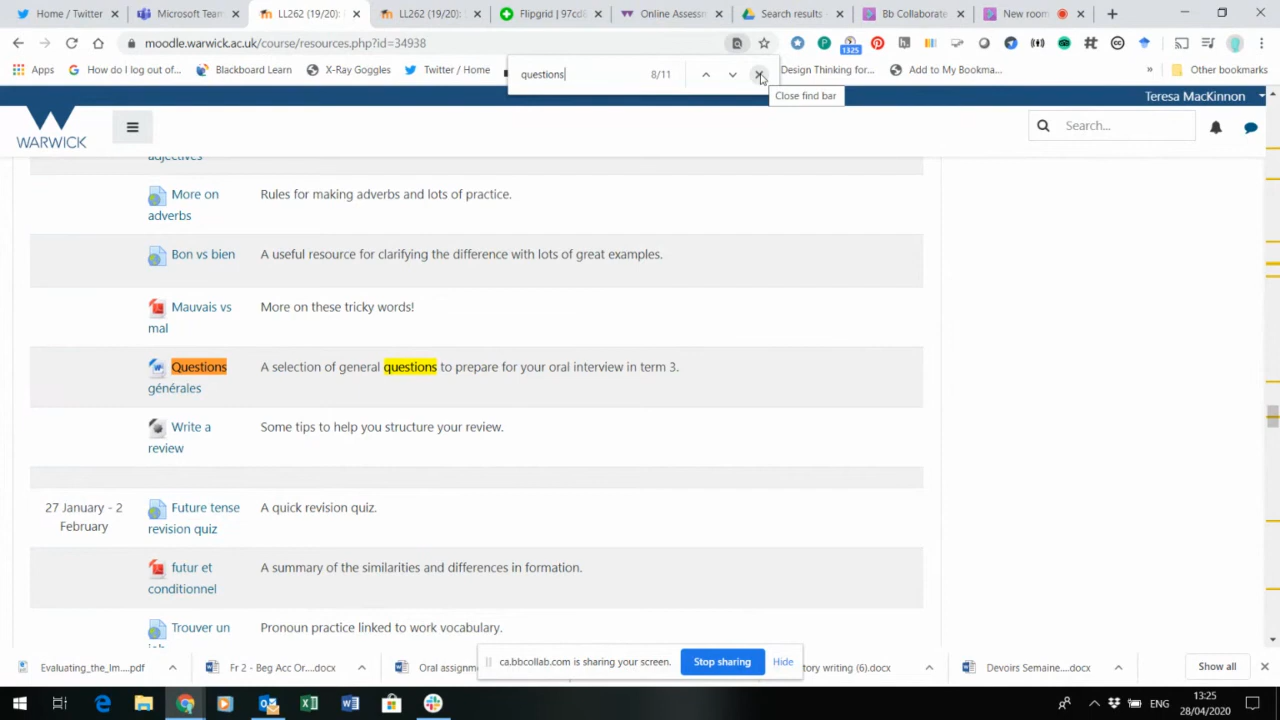 Home / Twitter
Microsoft Team
LL262 (19/20):
LL262 (19/20):
Flipgrid | 97cd8
Online Assess
Search results -
Bb Collaborate
New room
moodle.warwick.ac.uk/course/resources.php?id=34938
1325
Apps
How do I log out of...
Blackboard Learn
X-Ray Goggles
Twitter / Home
questions
8/11
Design Thinking for...
Add to My Bookmar...
Other bookmarks
Close find bar
Teresa MacKinnon
WARWICK
Search...
adjectives
More on adverbs
Rules for making adverbs and lots of practice.
Bon vs bien
A useful resource for clarifying the difference with lots of great examples.
Mauvais vs mal
More on these tricky words!
Questions générales
A selection of general questions to prepare for your oral interview in term 3.
Write a review
Some tips to help you structure your review.
27 January - 2 February
Future tense revision quiz
A quick revision quiz.
futur et conditionnel
A summary of the similarities and differences in formation.
Trouver un
Pronoun practice linked to work vocabulary.
ca.bbcollab.com is sharing your screen.
Stop sharing
Hide
Evaluating_the_Im....pdf
Fr 2 - Beg Acc Or....docx
Oral assignm
tory writing (6).docx
Devoirs Semaine....docx
Show all
ENG
13:25
28/04/2020